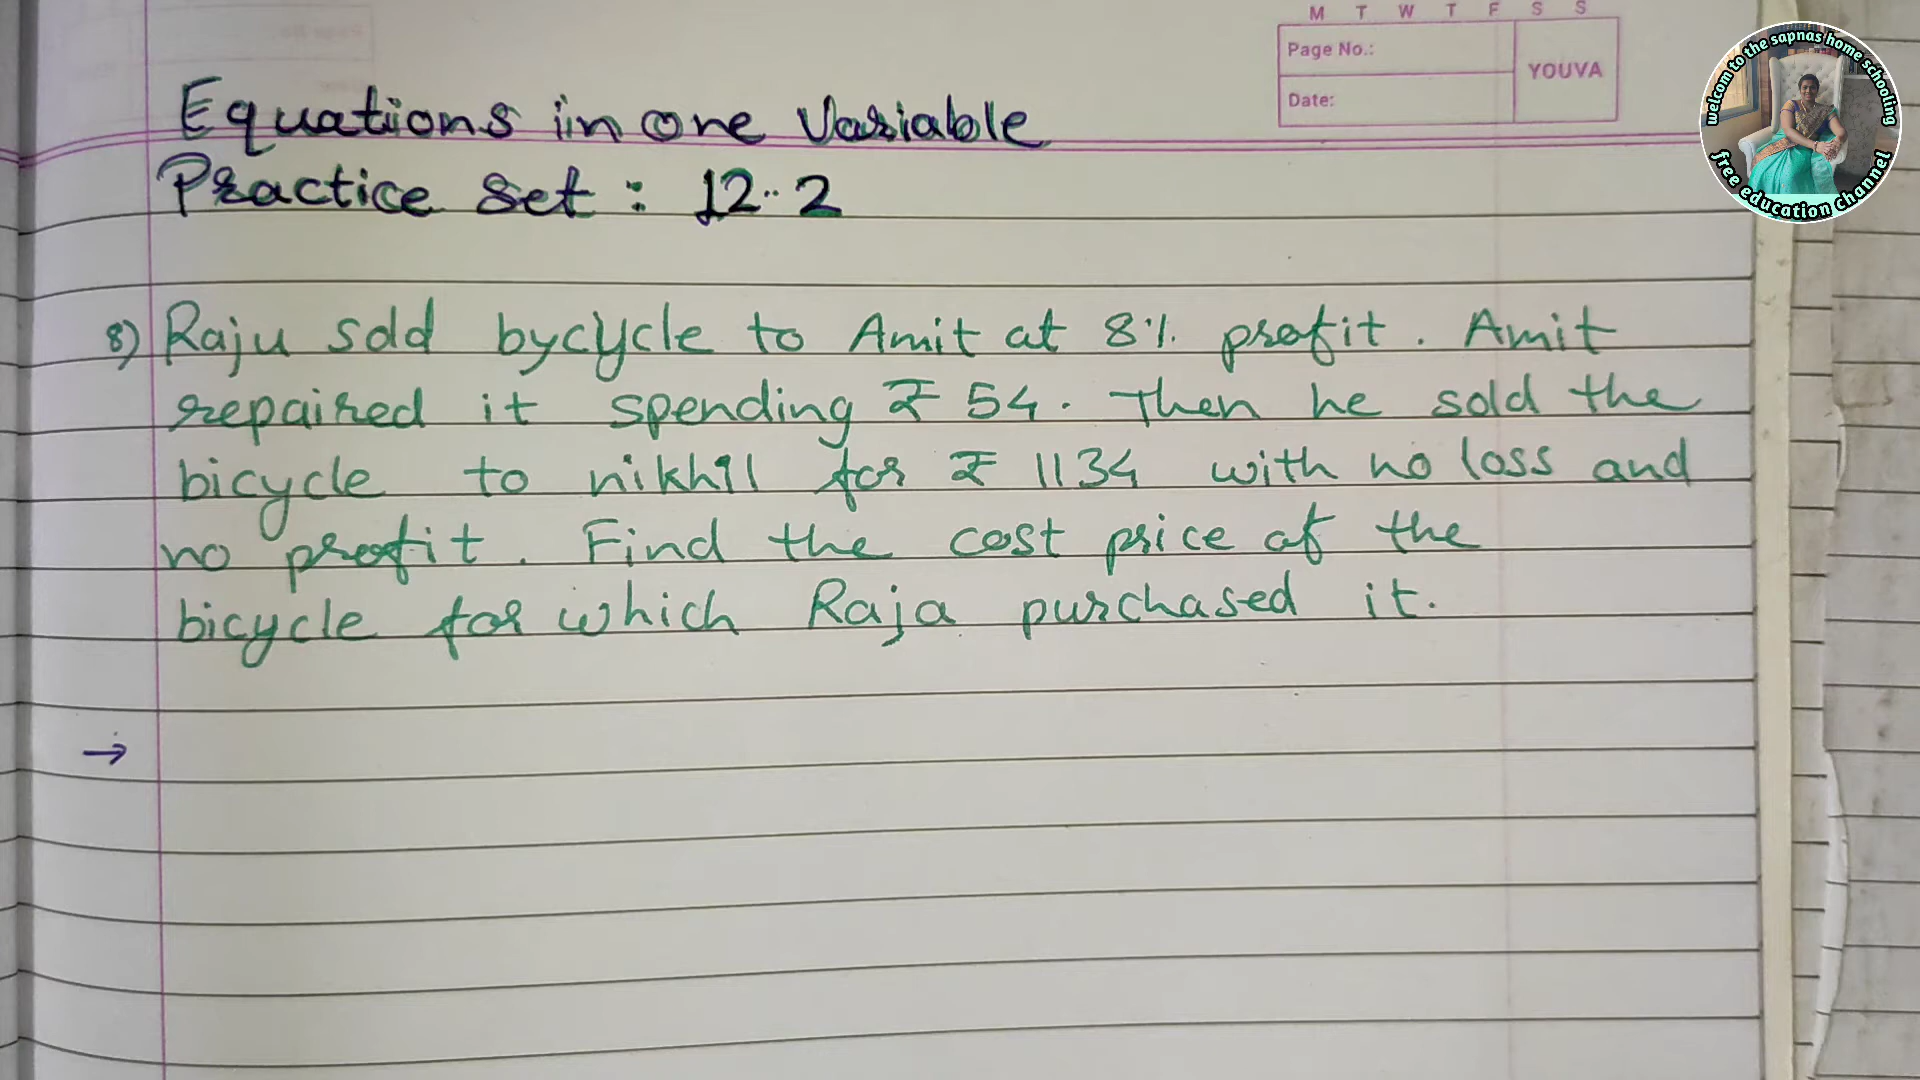 M T W T F S S
Page No.:
YOUVA
Date:
welcom to the sapnas home schooling
free education channel
Equations in one Variable
Practice set : 12.2
8) Raju sold bycycle to Amit at 8% profit. Amit
repaired it spending ₹ 54. Then he sold the
bicycle to nikhil for ₹ 1134 with no loss and
no profit. Find the cost price of the
bicycle for which Raja purchased it.
→